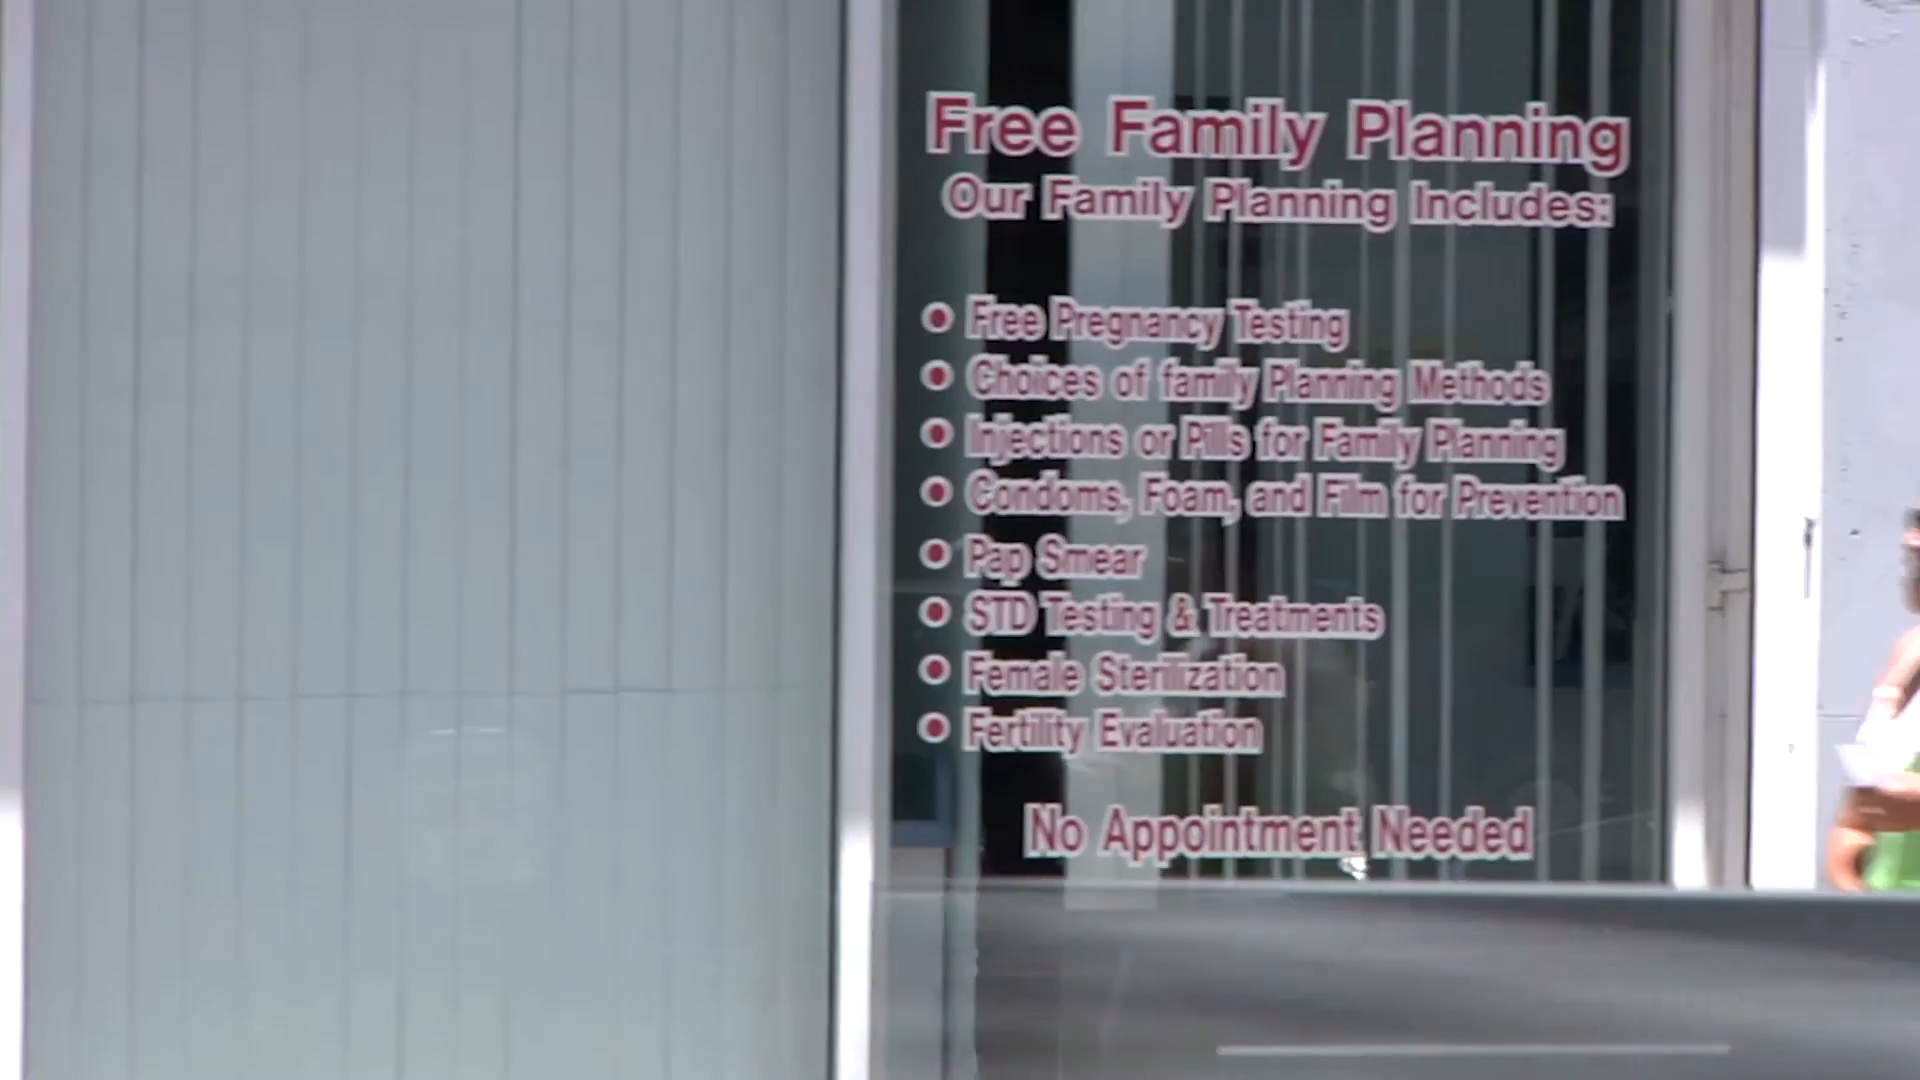 Free Family Planning
Our Family Planning Includes:
• Free Pregnancy Testing
• Choices of family Planning Methods
• Injections or Pills for Family Planning
• Condoms, Foam, and Film for Prevention
• Pap Smear
• STD Testing & Treatments
• Female Sterilization
• Fertility Evaluation
No Appointment Needed